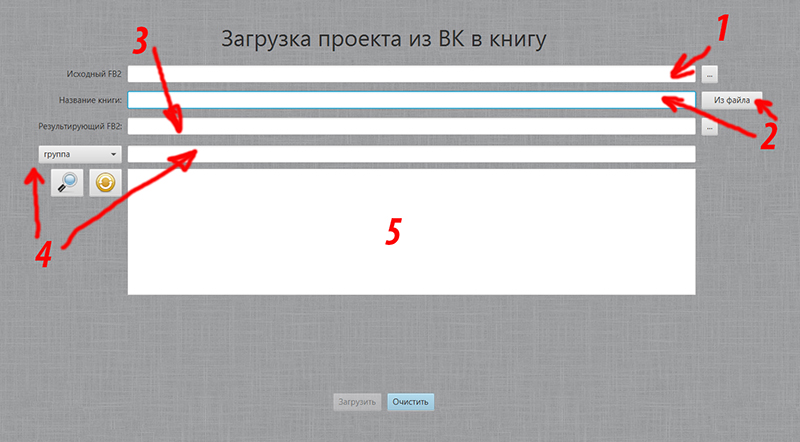 Загрузка проекта из ВК в книгу
1
3
Исходный FB2
...
Название книги:
Из файла
2
Результирующий FB2:
...
группа
4
5
Загрузить
Очистить